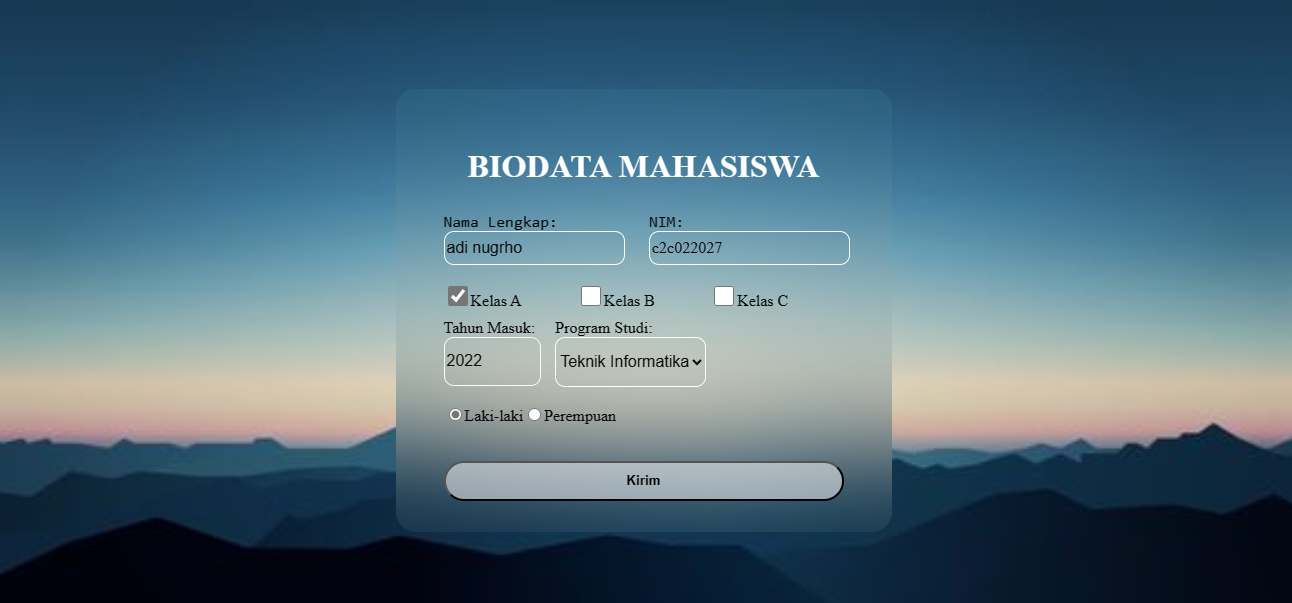 BIODATA MAHASISWA
Nama Lengkap: NIM:
adi nugrho c2c022027
Kelas A Kelas B Kelas C
Tahun Masuk: Program Studi:
2022 Teknik Informatika
Laki-laki Perempuan
Kirim